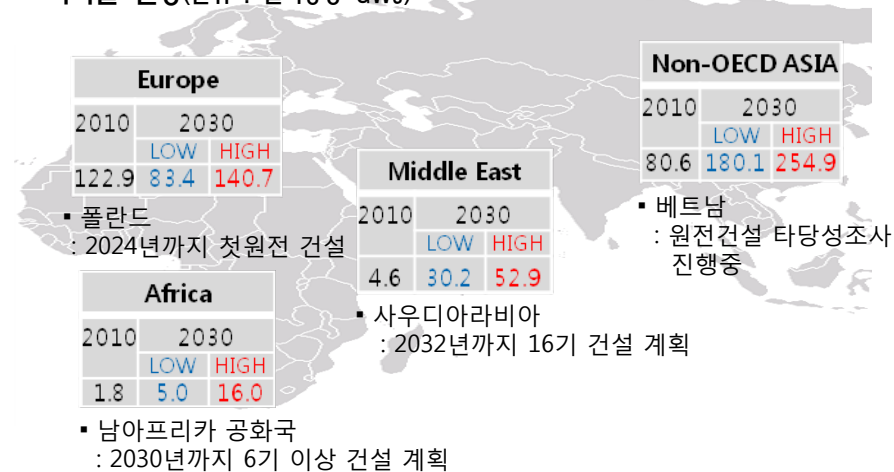 Europe
2010 2030
LOW HIGH
122.9 83.4 140.7
▪ 폴란드
: 2024년까지 첫원전 건설
Non-OECD ASIA
2010 2030
LOW HIGH
80.6 180.1 254.9
▪ 베트남
: 원전건설 타당성조사
진행중
Middle East
2010 2030
LOW HIGH
4.6 30.2 52.9
▪ 사우디아라비아
: 2032년까지 16기 건설 계획
Africa
2010 2030
LOW HIGH
1.8 5.0 16.0
▪ 남아프리카 공화국
: 2030년까지 6기 이상 건설 계획